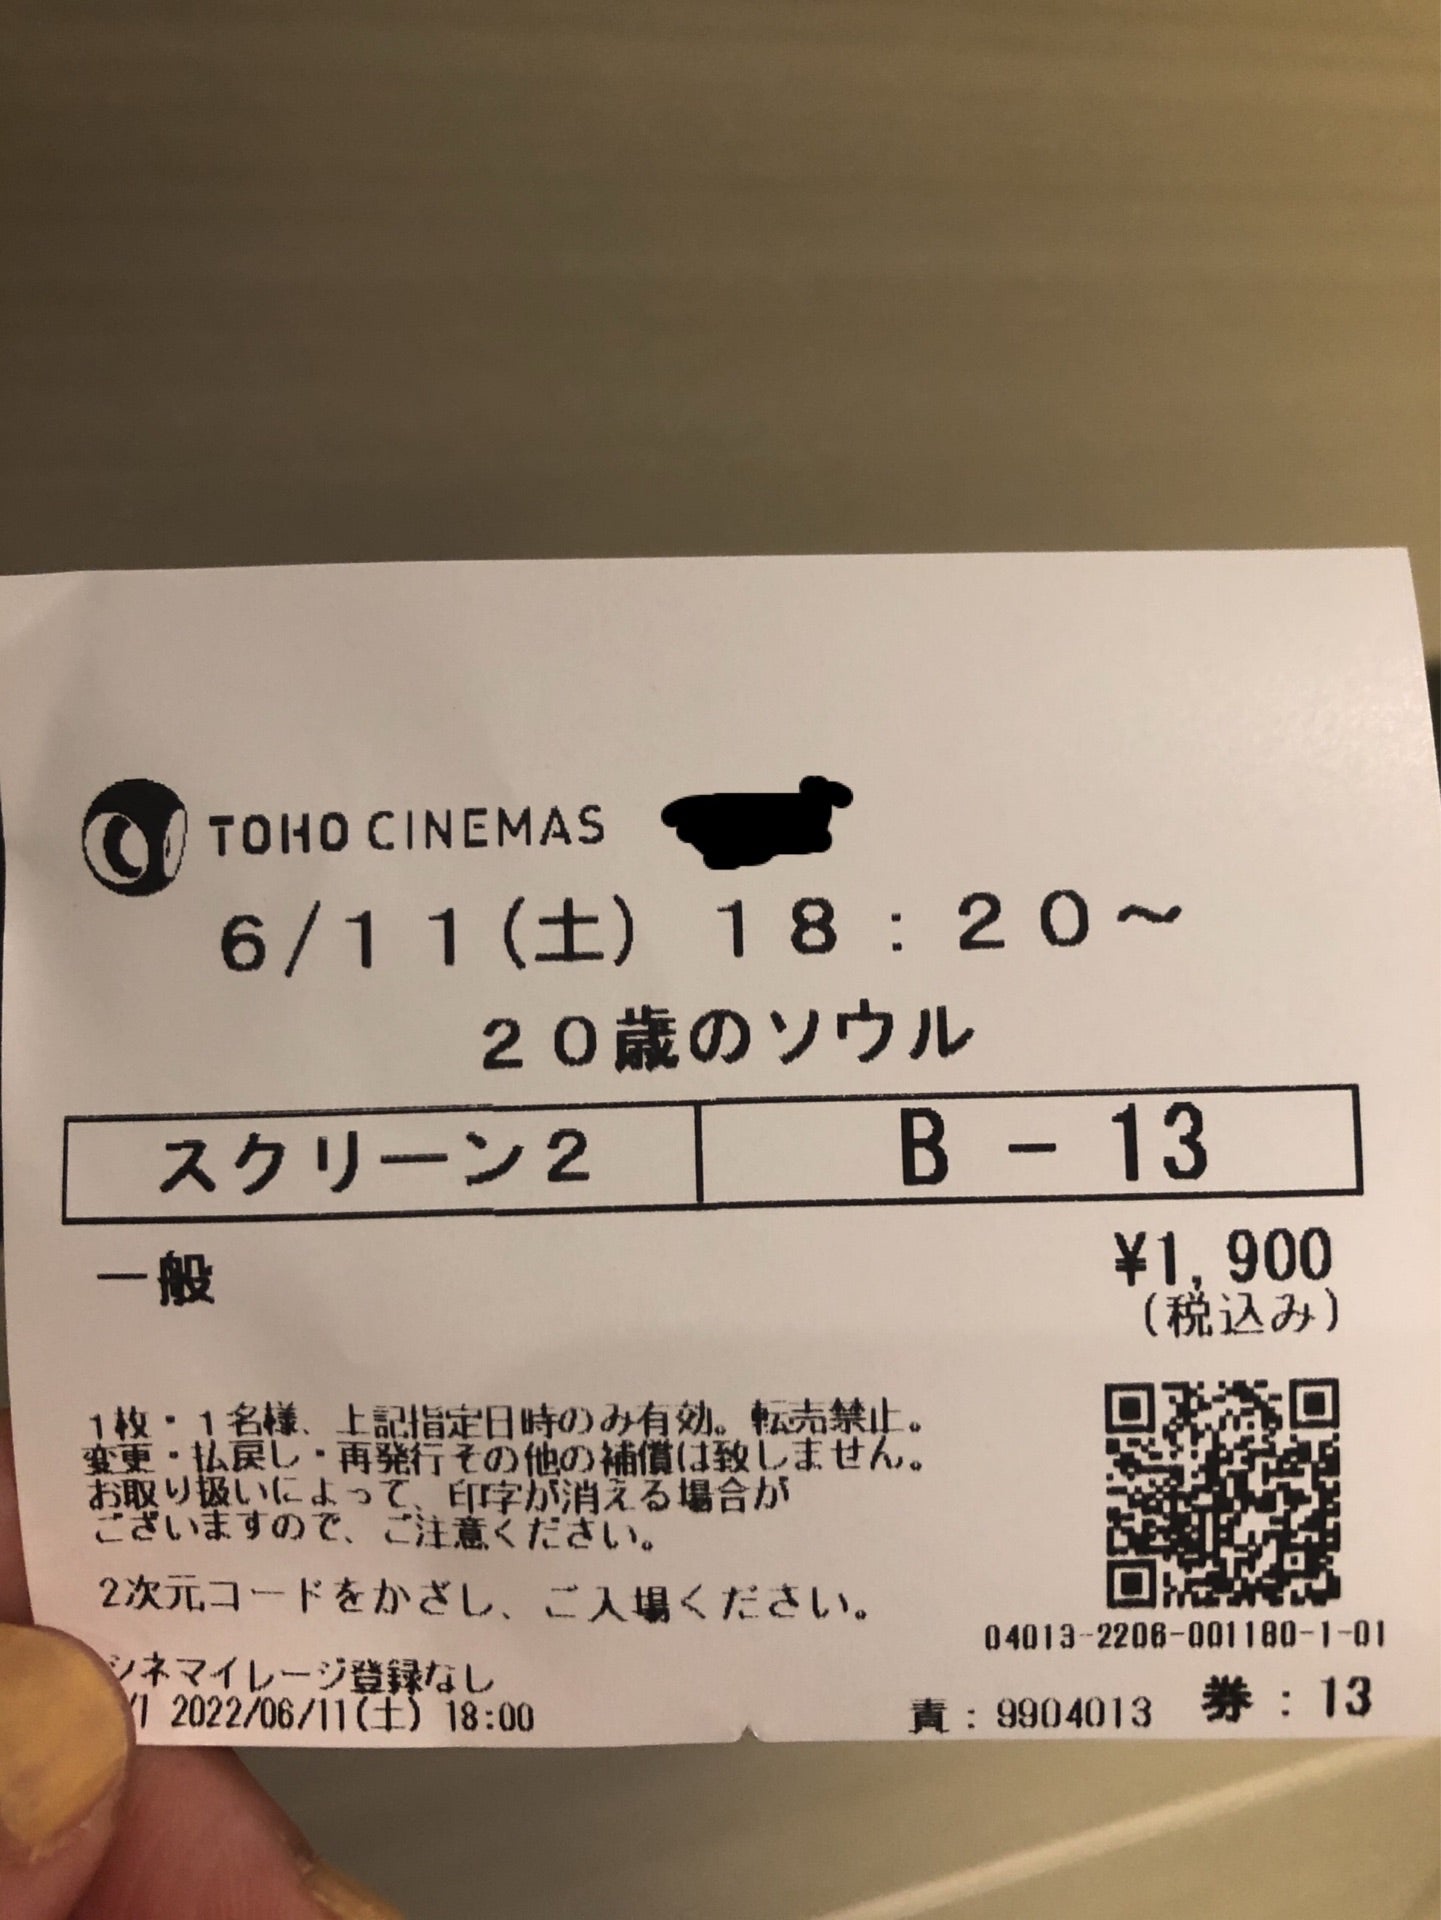 TOHO CINEMAS
6/11(土) 18:20～
20歳のソウル
スクリーン2 B - 13
一般 ¥1,900
(税込み)
1枚・1名様、上記指定日時のみ有効。転売禁止。
変更・払戻し・再発行その他の補償は致しません。
お取り扱いによって、印字が消える場合が
ございますので、ご注意ください。
2次元コードをかざし、ご入場ください。
04013-2206-001180-1-01
シネマイレージ登録なし
2022/06/11(土) 18:00 責:9904013 券:13